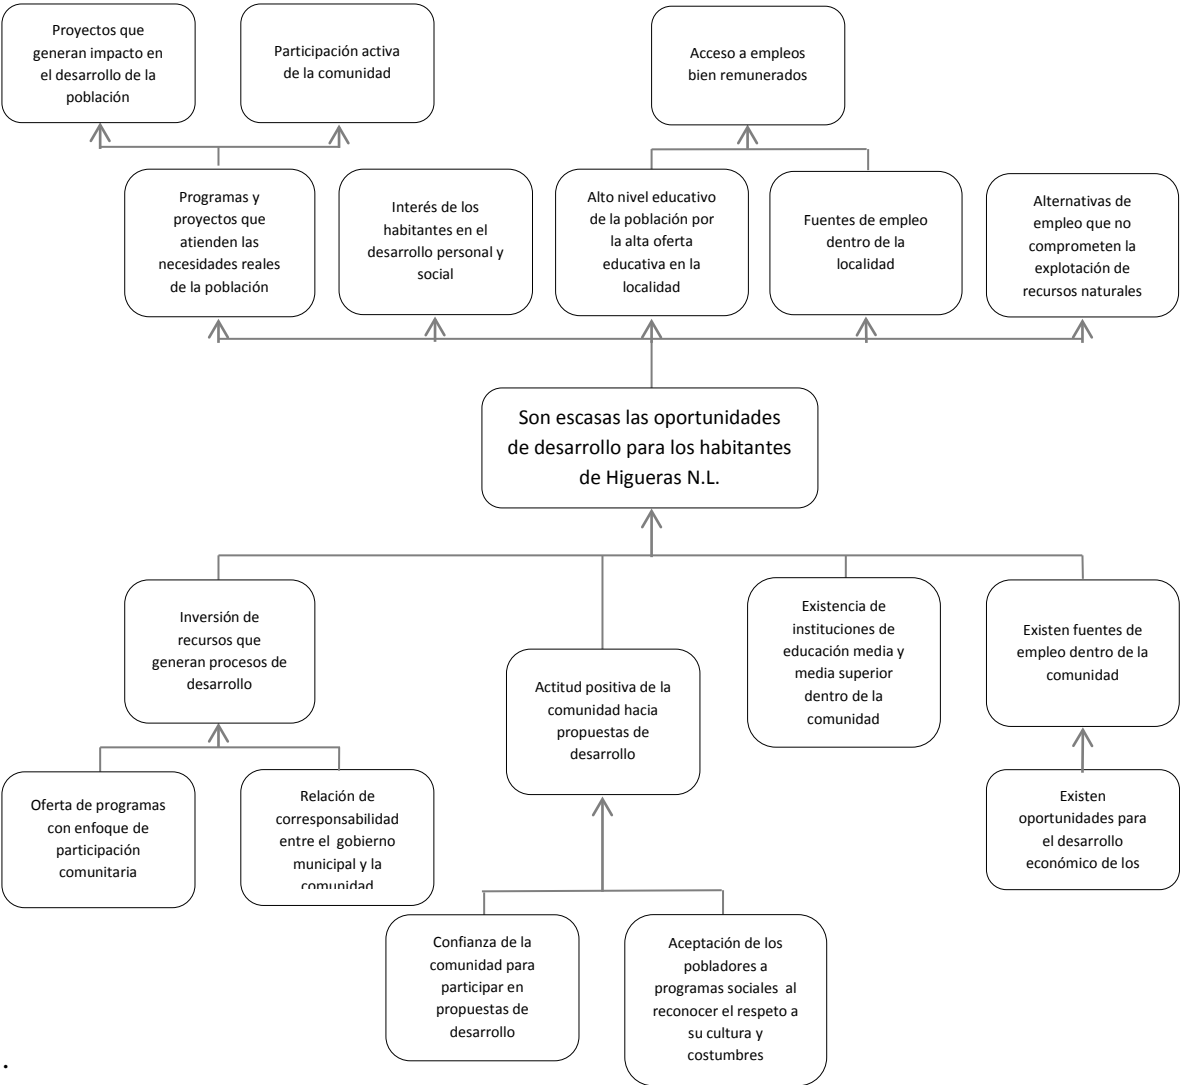 Proyectos que
generan impacto en
el desarrollo de la
población
Participación activa
de la comunidad
Acceso a empleos
bien remunerados
Programas y
proyectos que
atienden las
necesidades reales
de la población
Interés de los
habitantes en el
desarrollo personal y
social
Alto nivel educativo
de la población por
la alta oferta
educativa en la
localidad
Fuentes de empleo
dentro de la
localidad
Alternativas de
empleo que no
comprometen la
explotación de
recursos naturales
Son escasas las oportunidades
de desarrollo para los habitantes
de Higueras N.L.
Inversión de
recursos que
generan procesos de
desarrollo
Actitud positiva de la
comunidad hacia
propuestas de
desarrollo
Existencia de
instituciones de
educación media y
media superior
dentro de la
comunidad
Existen fuentes de
empleo dentro de la
comunidad
Oferta de programas
con enfoque de
participación
comunitaria
Relación de
corresponsabilidad
entre el gobierno
municipal y la
comunidad
Existen
oportunidades para
el desarrollo
económico de los
Confianza de la
comunidad para
participar en
propuestas de
desarrollo
Aceptación de los
pobladores a
programas sociales al
reconocer el respeto a
su cultura y
costumbres
.